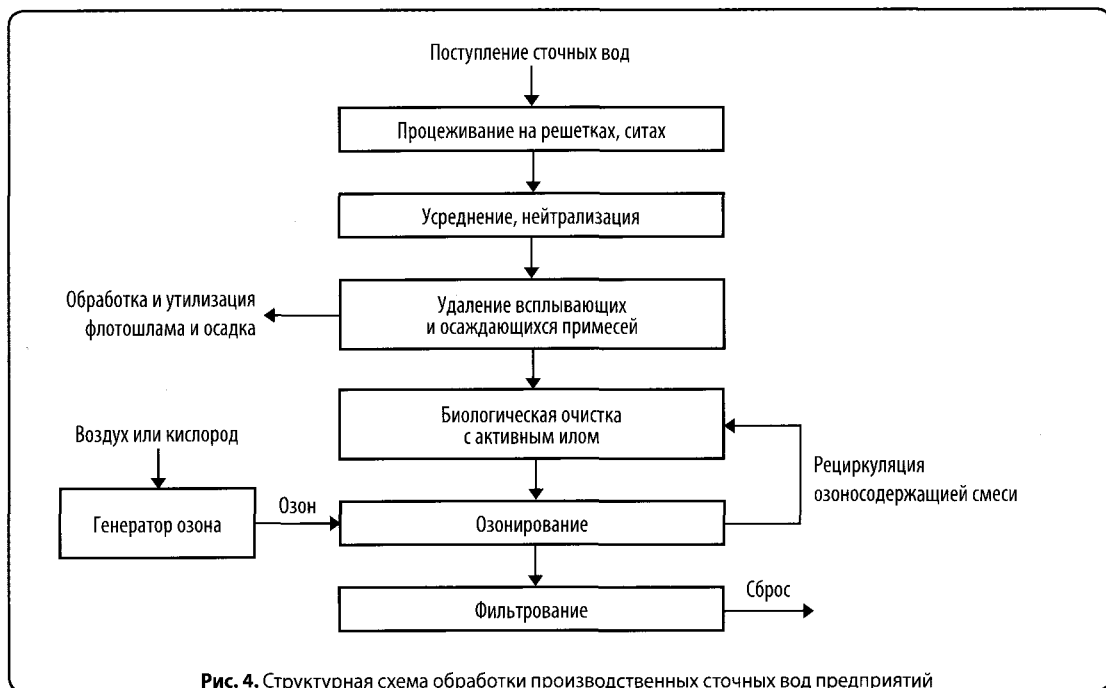 Поступление сточных вод
Процеживание на решетках, ситах
Усреднение, нейтрализация
Обработка и утилизация
флотошлама и осадка
Удаление всплывающих
и осаждающихся примесей
Биологическая очистка
с активным илом
Воздух или кислород
Рециркуляция
озоносодержащией смеси
Генератор озона
Озон
Озонирование
Фильтрование
Сброс
Рис. 4. Структурная схема обработки производственных сточных вод предприятий